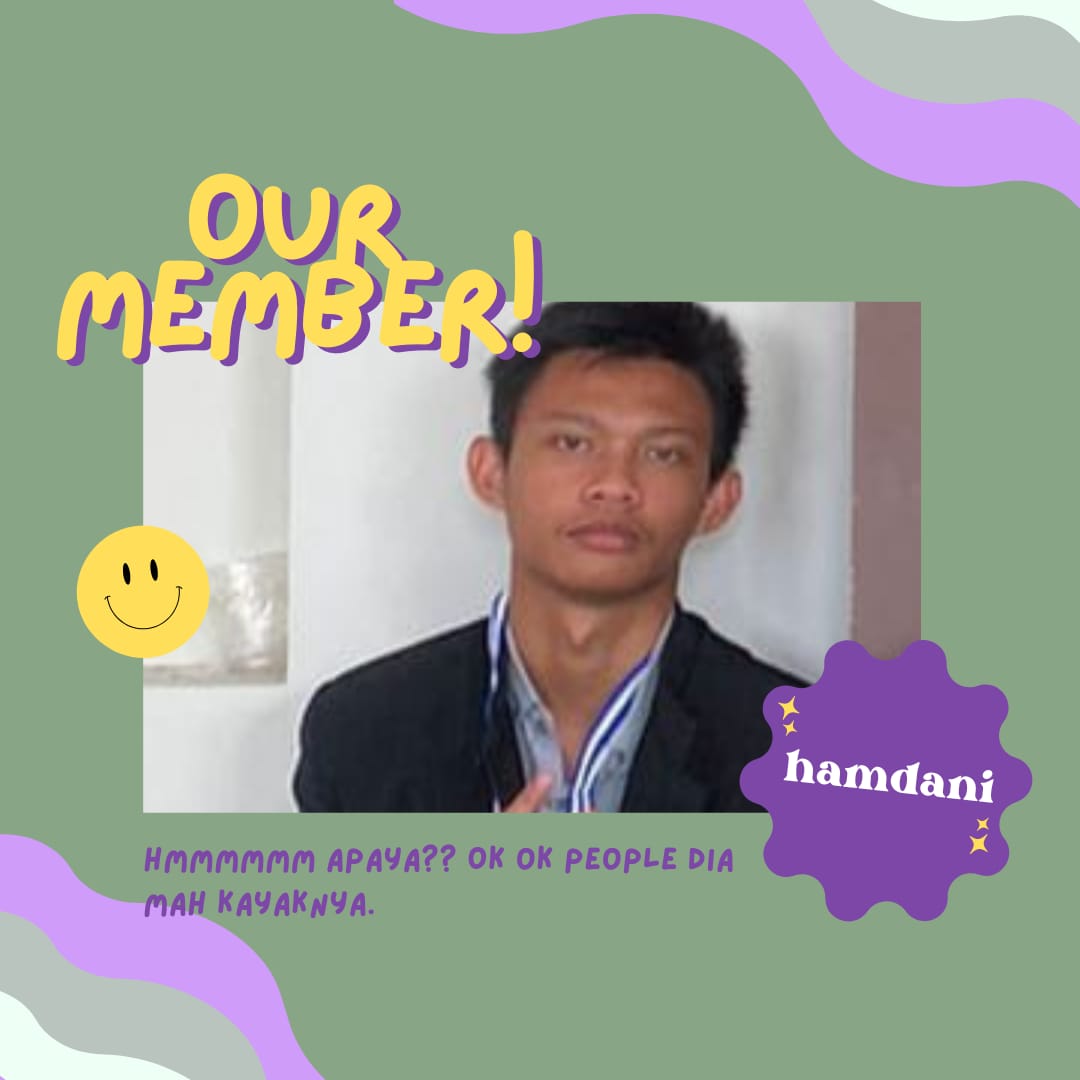 OUR
MEMBER!
hamdani
HMMMMMM APAYA?? OK OK PEOPLE DIA
MAH KAYAKNYA.